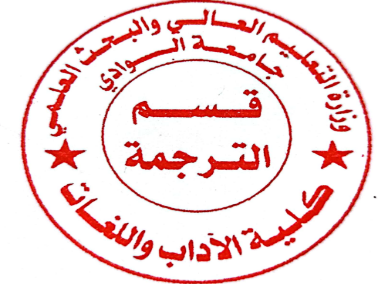 وزارة التعليم العالي والبحث العلمي
جامعة الوادي
قسم
الترجمة
كلية الآداب واللغات